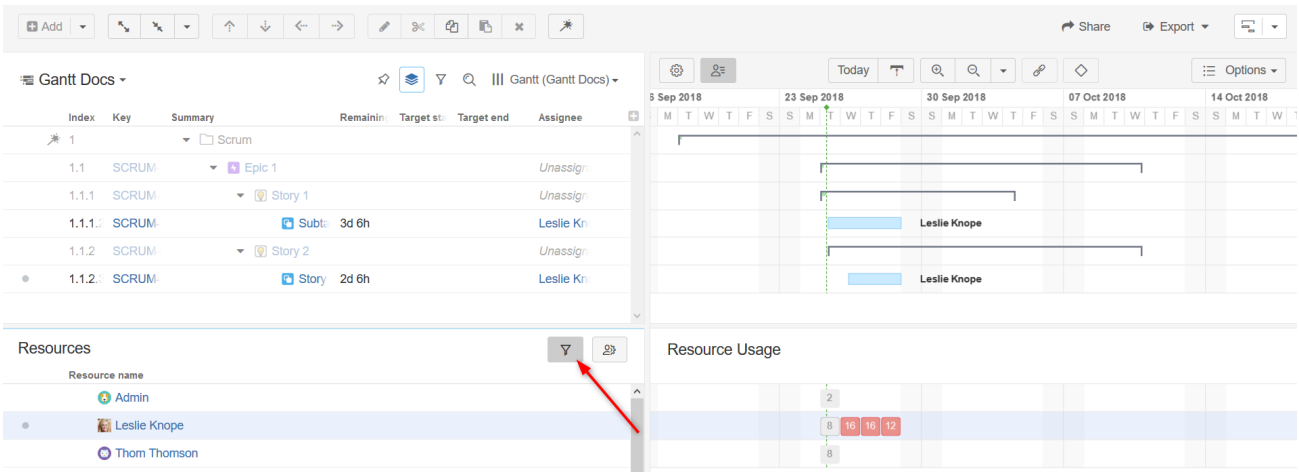 Add
Share
Export
Gantt Docs
Gantt (Gantt Docs)
Today
Options
Sep 2018
23 Sep 2018
30 Sep 2018
07 Oct 2018
14 Oct 2018
Index Key Summary Remaining Target sta Target end Assignee
M T W T F S S M T W T F S S M T W T F S S M T W T F S S M T W
1 Scrum
1.1 SCRUM- Epic 1 Unassign
1.1.1 SCRUM- Story 1 Unassign
1.1.1. SCRUM- Subta 3d 6h Leslie Kn
Leslie Knope
1.1.2 SCRUM- Story 2 Unassign
1.1.2. SCRUM- Story 2d 6h Leslie Kn
Leslie Knope
Resources
Resource Usage
Resource name
Admin
2
Leslie Knope
8 16 16 12
Thom Thomson
8